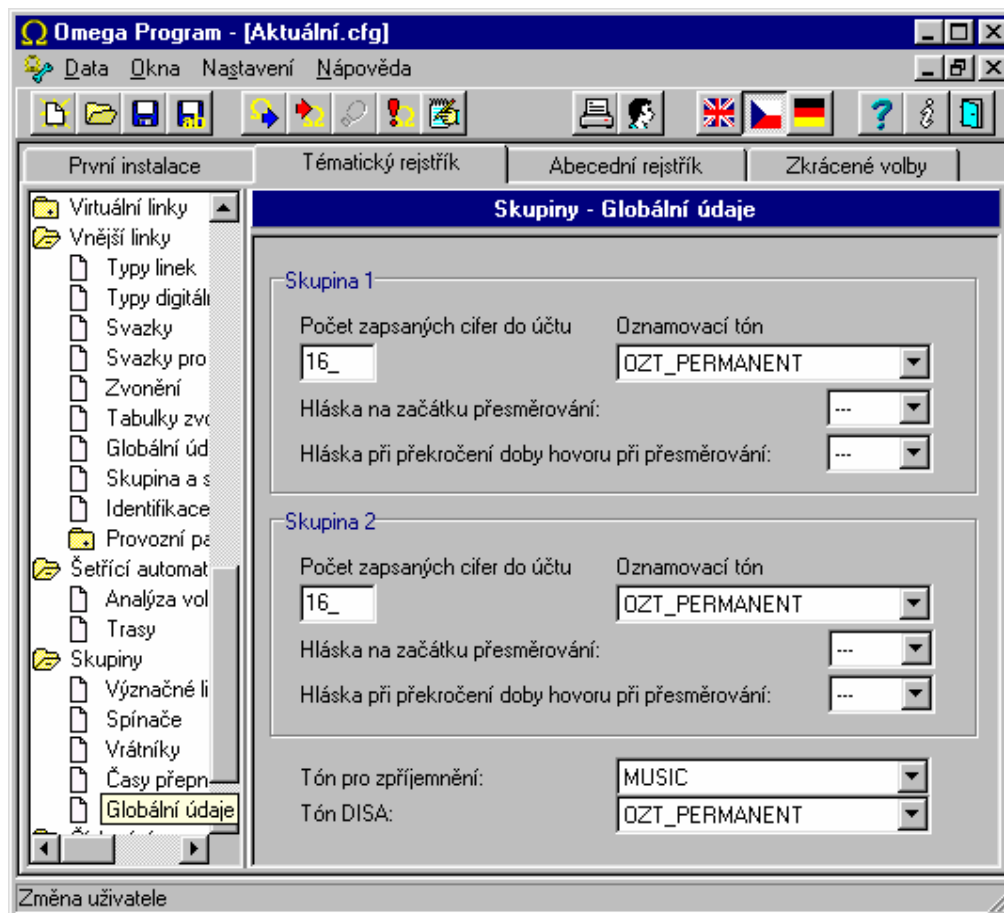 Omega Program - [Aktuální.cfg]
Data Okna Nastavení Nápověda
První instalace Tématický rejstřík Abecední rejstřík Zkrácené volby
Virtuální linky
Vnější linky
Typy linek
Typy digitáln
Svazky
Svazky pro
Zvonění
Tabulky zvo
Globální úd
Skupina a s
Identifikace
Provozní pa
Šetřící automat
Analýza vol
Trasy
Skupiny
Význačné li
Spínače
Vrátníky
Časy přepn
Globální údaje
Skupiny - Globální údaje
Skupina 1
Počet zapsaných cifer do účtu Oznamovací tón
16_ OZT_PERMANENT
Hláska na začátku přesměrování: ---
Hláska při překročení doby hovoru při přesměrování: ---
Skupina 2
Počet zapsaných cifer do účtu Oznamovací tón
16_ OZT_PERMANENT
Hláska na začátku přesměrování: ---
Hláska při překročení doby hovoru při přesměrování: ---
Tón pro zpříjemnění: MUSIC
Tón DISA: OZT_PERMANENT
Změna uživatele